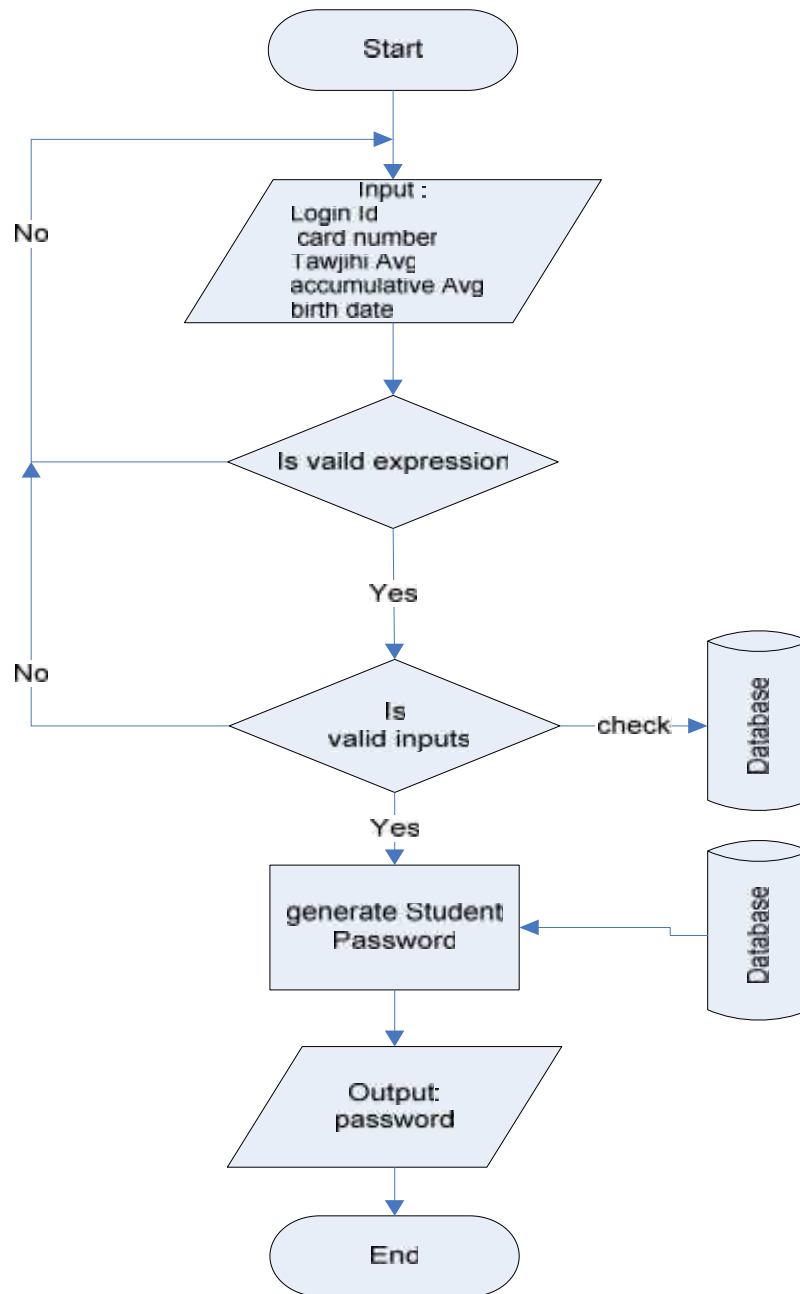 Start
No
Input :
Login Id
card number
Tawjihi Avg
accumulative Avg
birth date
Is vaild expression
Yes
No
Is
valid inputs
check
Database
Yes
generate Student
Password
Database
Output:
password
End